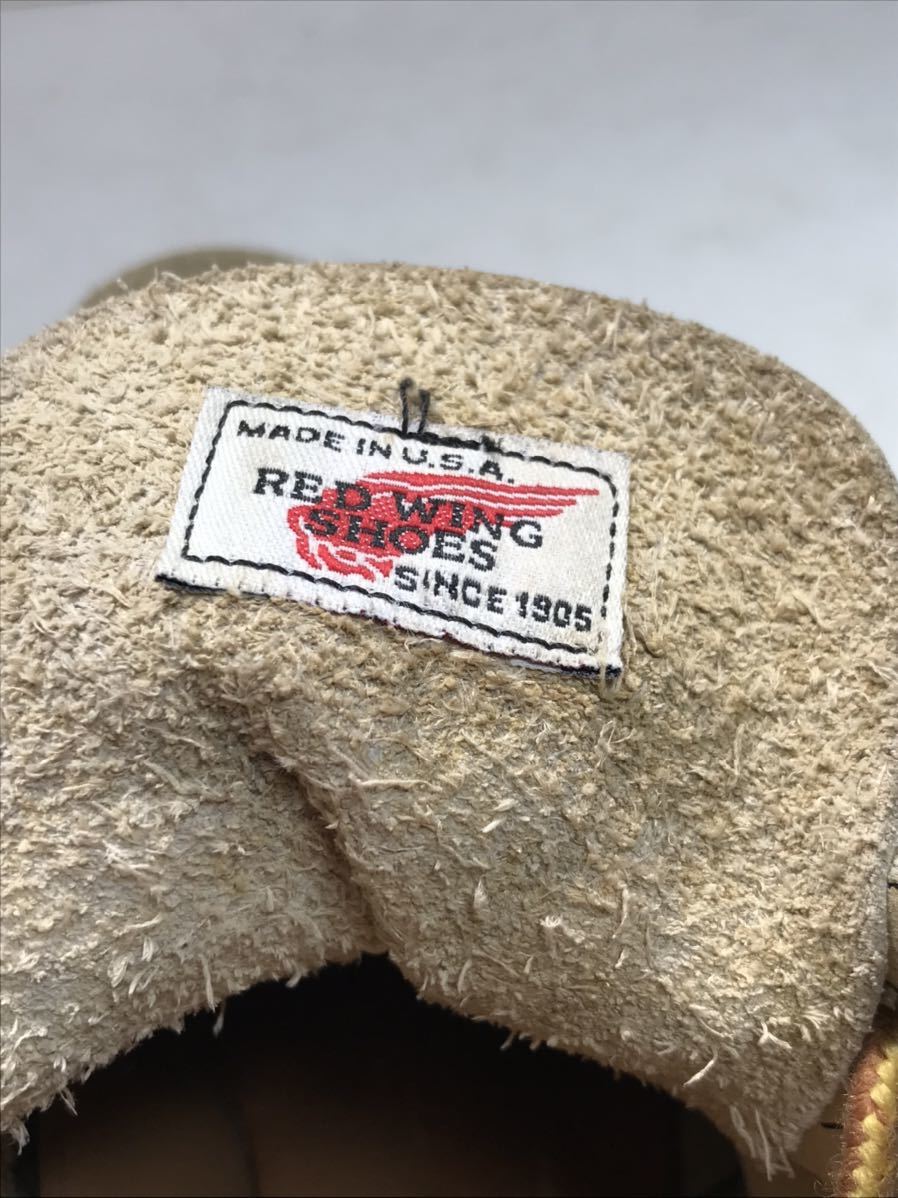 MADE IN U.S.A.
RED WING
SHOES
SINCE 1905